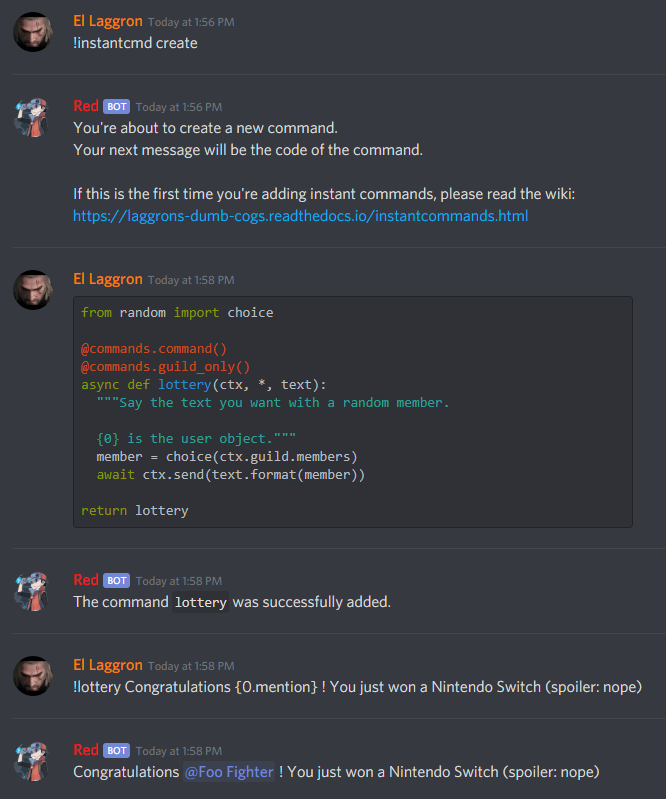 El Laggron Today at 1:56 PM
!instantcmd create
Red BOT Today at 1:56 PM
You're about to create a new command.
Your next message will be the code of the command.
If this is the first time you're adding instant commands, please read the wiki:
https://laggrons-dumb-cogs.readthedocs.io/instantcommands.html
El Laggron Today at 1:58 PM
from random import choice
@commands.command()
@commands.guild_only()
async def lottery(ctx, *, text):
  """Say the text you want with a random member.
  {0} is the user object."""
  member = choice(ctx.guild.members)
  await ctx.send(text.format(member))
return lottery
Red BOT Today at 1:58 PM
The command lottery was successfully added.
El Laggron Today at 1:58 PM
!lottery Congratulations {0.mention} ! You just won a Nintendo Switch (spoiler: nope)
Red BOT Today at 1:58 PM
Congratulations @Foo Fighter ! You just won a Nintendo Switch (spoiler: nope)